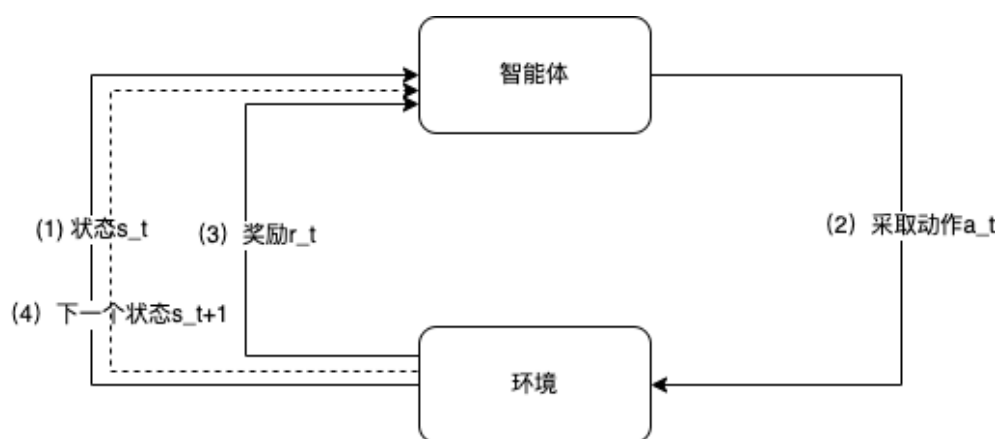 智能体
(1) 状态s_t
（3）奖励r_t
（2）采取动作a_t
（4）下一个状态s_t+1
环境